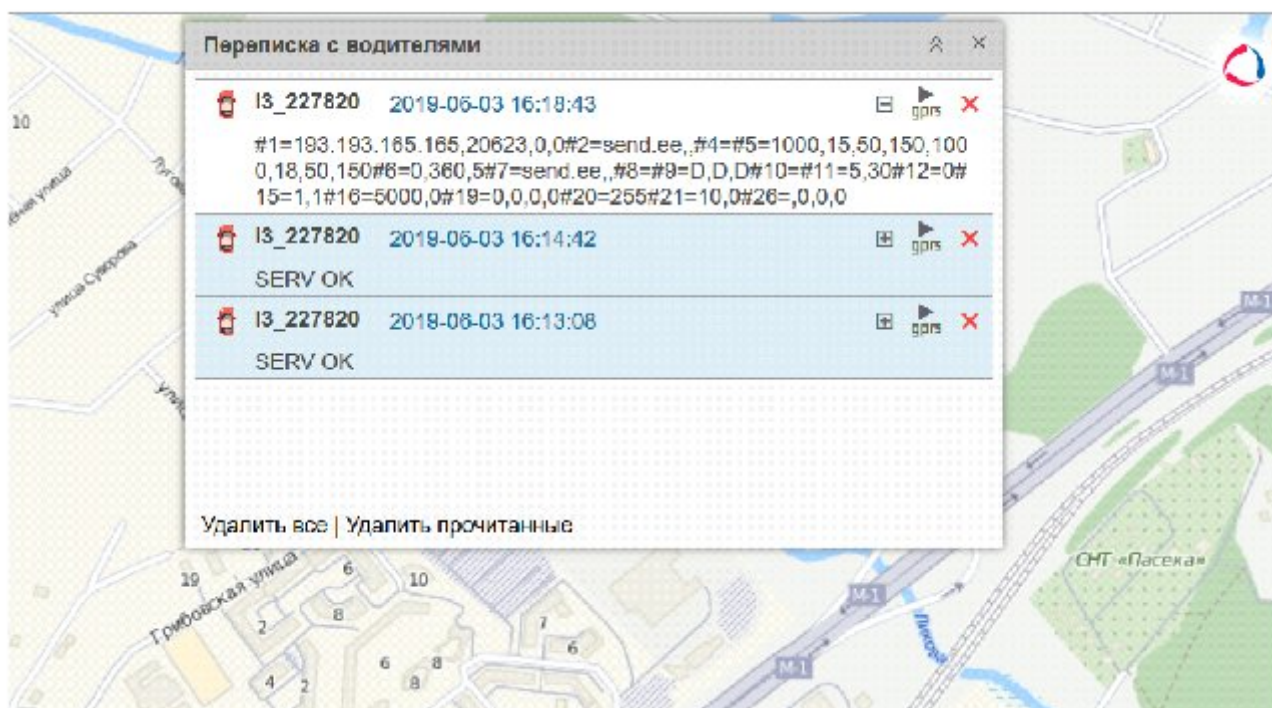 Переписка с водителями
I3_227820 2019-06-03 16:18:43 gprs
#1=193.193.165.165,20623,0,0#2=send.ee,,#4=#5=1000,15,50,150,100
0,18,50,150#6=0,360,5#7=send.ee,,#8=#9=D,D,D#10=#11=5,30#12=0#
15=1,1#16=5000,0#19=0,0,0,0#20=255#21=10,0#26=,0,0,0
I3_227820 2019-06-03 16:14:42 gprs
SERV OK
I3_227820 2019-06-03 16:13:08 gprs
SERV OK
Удалить все | Удалить прочитанные
10
улица Суворова
M-1
M-1
СНТ «Пасека»
19
Грибовская улица
6
10
8
2
7
6
M-1
6
8
4
2
8
M-1